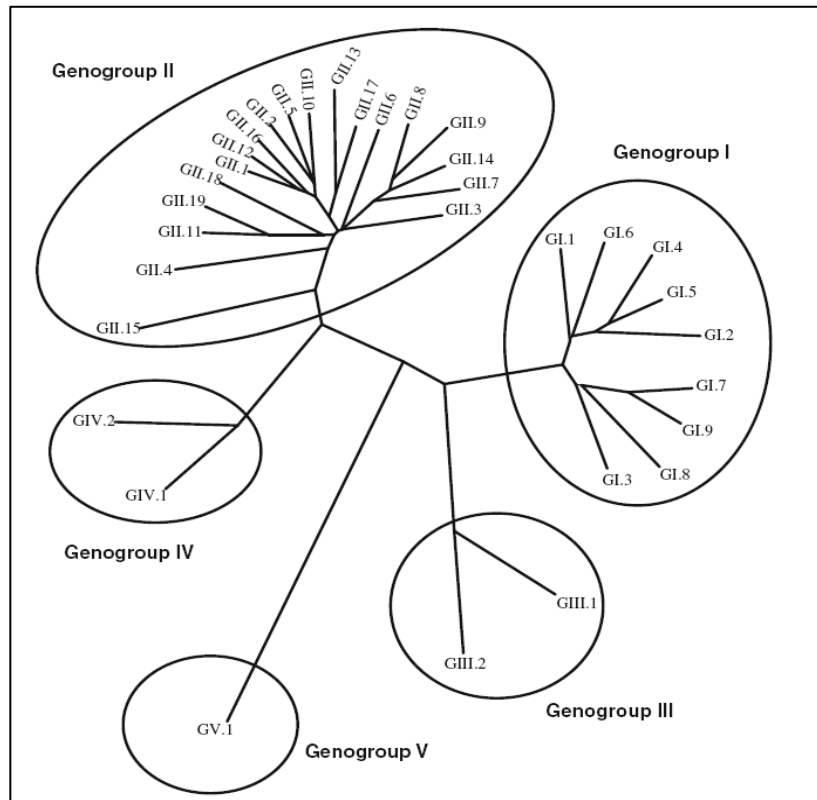 Genogroup II
GII.13
GII.10
GII.5
GII.2
GII.16
GII.12
GII.1
GII.18
GII.19
GII.11
GII.4
GII.15
GII.17
GII.6
GII.8
GII.9
GII.14
GII.7
GII.3
Genogroup I
GI.1
GI.6
GI.4
GI.5
GI.2
GI.7
GI.9
GI.8
GI.3
GIV.2
GIV.1
Genogroup IV
GIII.1
GIII.2
Genogroup III
GV.1
Genogroup V